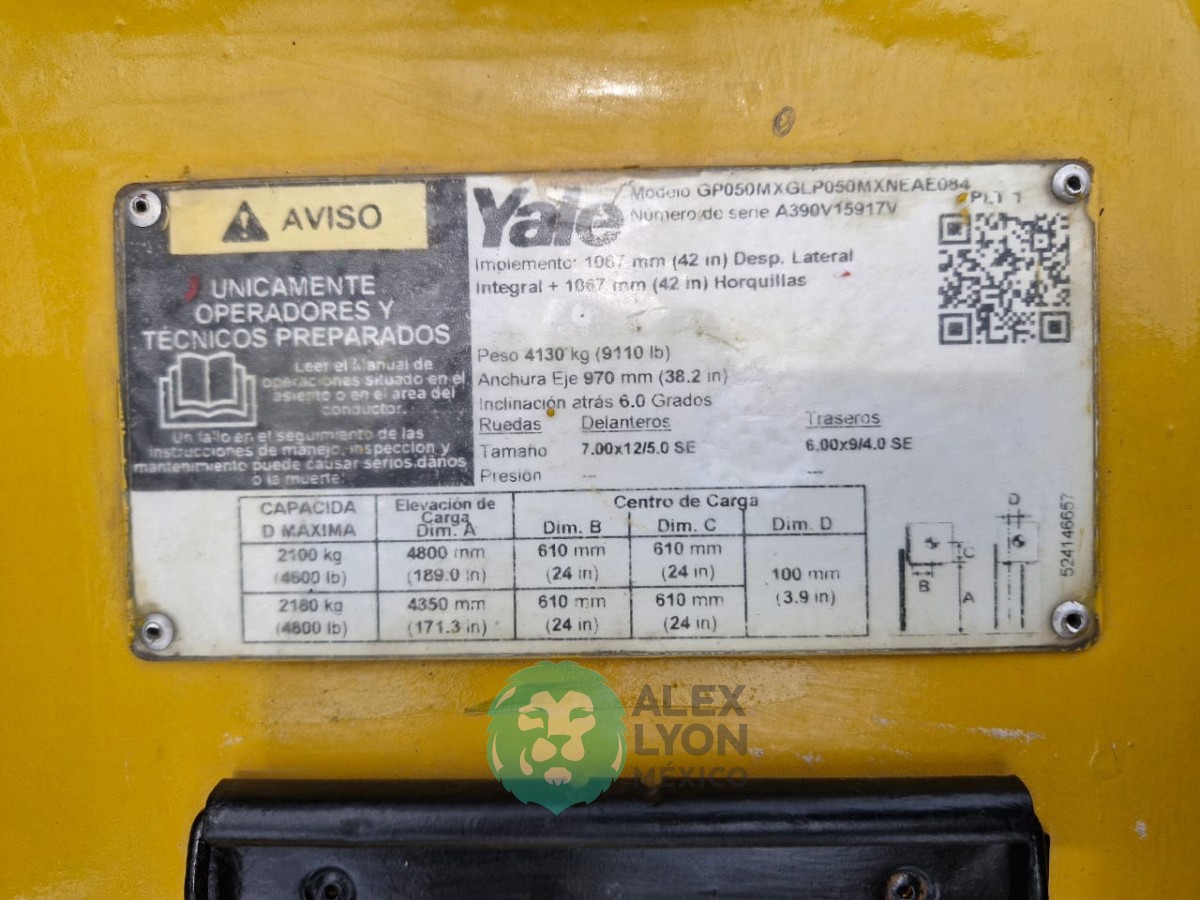 AVISO
UNICAMENTE
OPERADORES Y
TÉCNICOS PREPARADOS
Leer el Manual de
operaciones situado en el
asiento o en el area del
conductor.
Un fallo en el seguimiento de las
instrucciones de manejo, inspeccion y
mantenimiento puede causar serios daños
o la muerte.
Yale
Modelo GP050MXGLP050MXNEAE084
Número de serie A390V15917V
PLT 1
Implemento: 1067 mm (42 in) Desp. Lateral
Integral + 1067 mm (42 in) Horquillas
Peso 4130 kg (9110 lb)
Anchura Eje 970 mm (38.2 in)
Inclinación atrás 6.0 Grados
Ruedas Delanteros Traseros
Tamaño 7.00x12/5.0 SE 6.00x9/4.0 SE
Presión --- ---
CAPACIDA
D MÁXIMA
Elevación de
Carga
Dim. A
Centro de Carga
Dim. B Dim. C Dim. D
2100 kg 4800 mm 610 mm 610 mm
(4600 lb) (189.0 in) (24 in) (24 in)
100 mm
(3.9 in)
2180 kg 4350 mm 610 mm 610 mm
(4800 lb) (171.3 in) (24 in) (24 in)
D
C
B
A
524146657
ALEX
LYON
MÉXICO